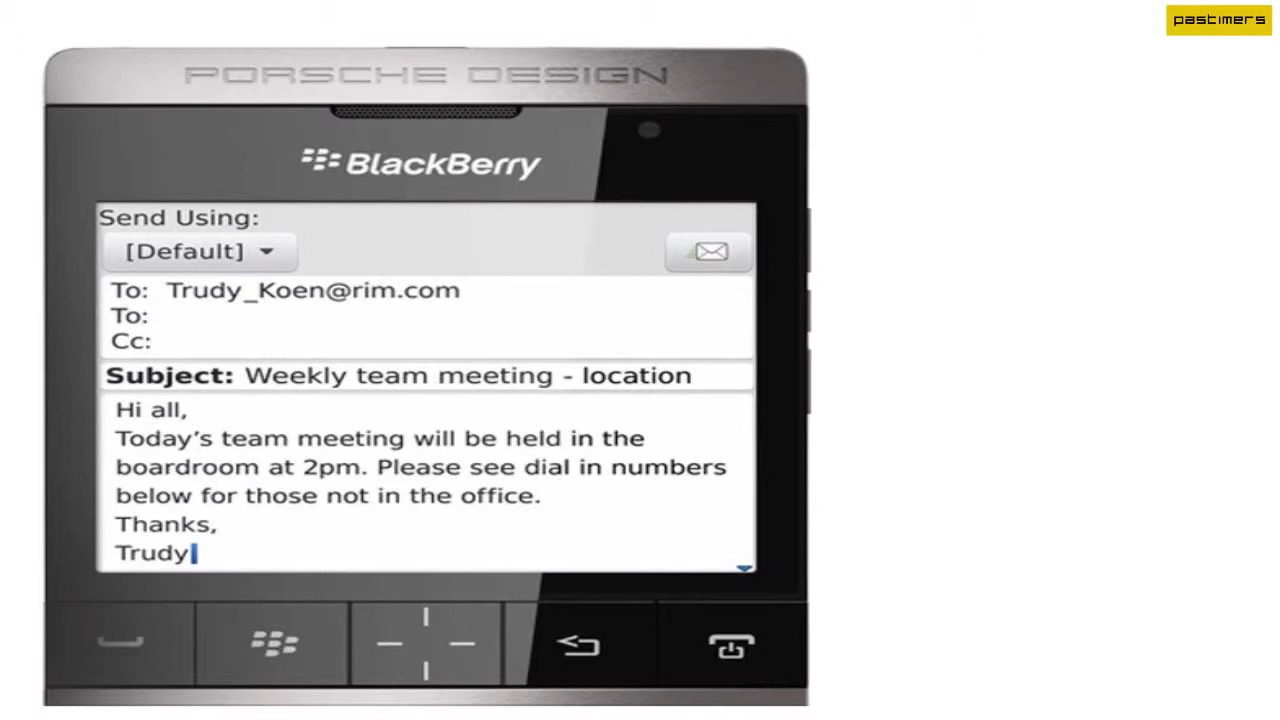 pastimers
PORSCHE DESIGN
BlackBerry
Send Using:
[Default]
To: Trudy_Koen@rim.com
To:
Cc:
Subject: Weekly team meeting - location
Hi all,
Today’s team meeting will be held in the
boardroom at 2pm. Please see dial in numbers
below for those not in the office.
Thanks,
Trudy